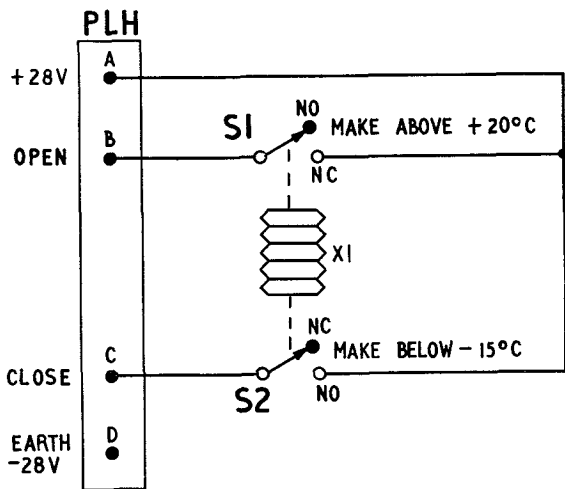 PLH
A
+28V
NO
S1 MAKE ABOVE +20°C
B
OPEN
NC
X1
NC
C MAKE BELOW -15°C
CLOSE
S2 NO
D
EARTH
-28V